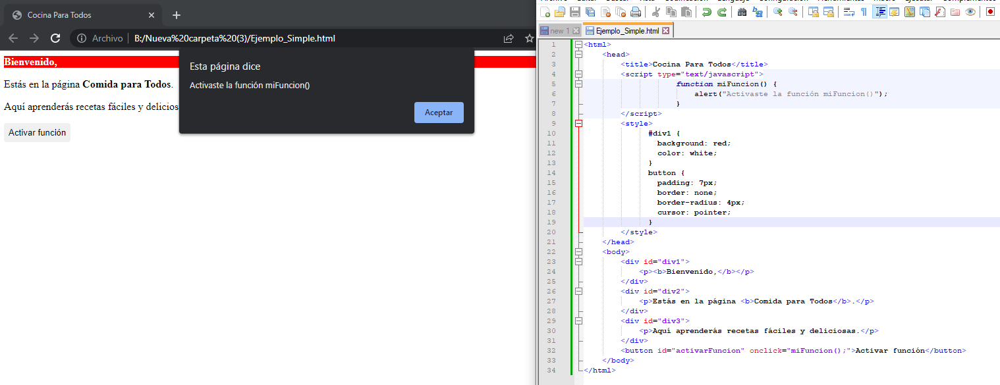 Cocina Para Todos
Archivo
B:/Nueva%20carpeta%20(3)/Ejemplo_Simple.html
Bienvenido,
Estás en la página Comida para Todos.
Aquí aprenderás recetas fáciles y delicios
Activar función
Esta página dice
Activaste la función miFuncion()
Aceptar
new 1
Ejemplo_Simple.html
1 <html>
2 <head>
3 <title>Cocina Para Todos</title>
4 <script type="text/javascript">
5 function miFuncion() {
6 alert("Activaste la función miFuncion()");
7 }
8 </script>
9 <style>
10 #div1 {
11 background: red;
12 color: white;
13 }
14 button {
15 padding: 7px;
16 border: none;
17 border-radius: 4px;
18 cursor: pointer;
19 }
20 </style>
21 </head>
22 <body>
23 <div id="div1">
24 <p><b>Bienvenido,</b></p>
25 </div>
26 <div id="div2">
27 <p>Estás en la página <b>Comida para Todos</b>.</p>
28 </div>
29 <div id="div3">
30 <p>Aquí aprenderás recetas fáciles y deliciosas.</p>
31 </div>
32 <button id="activarFuncion" onclick="miFuncion();">Activar función</button>
33 </body>
34 </html>